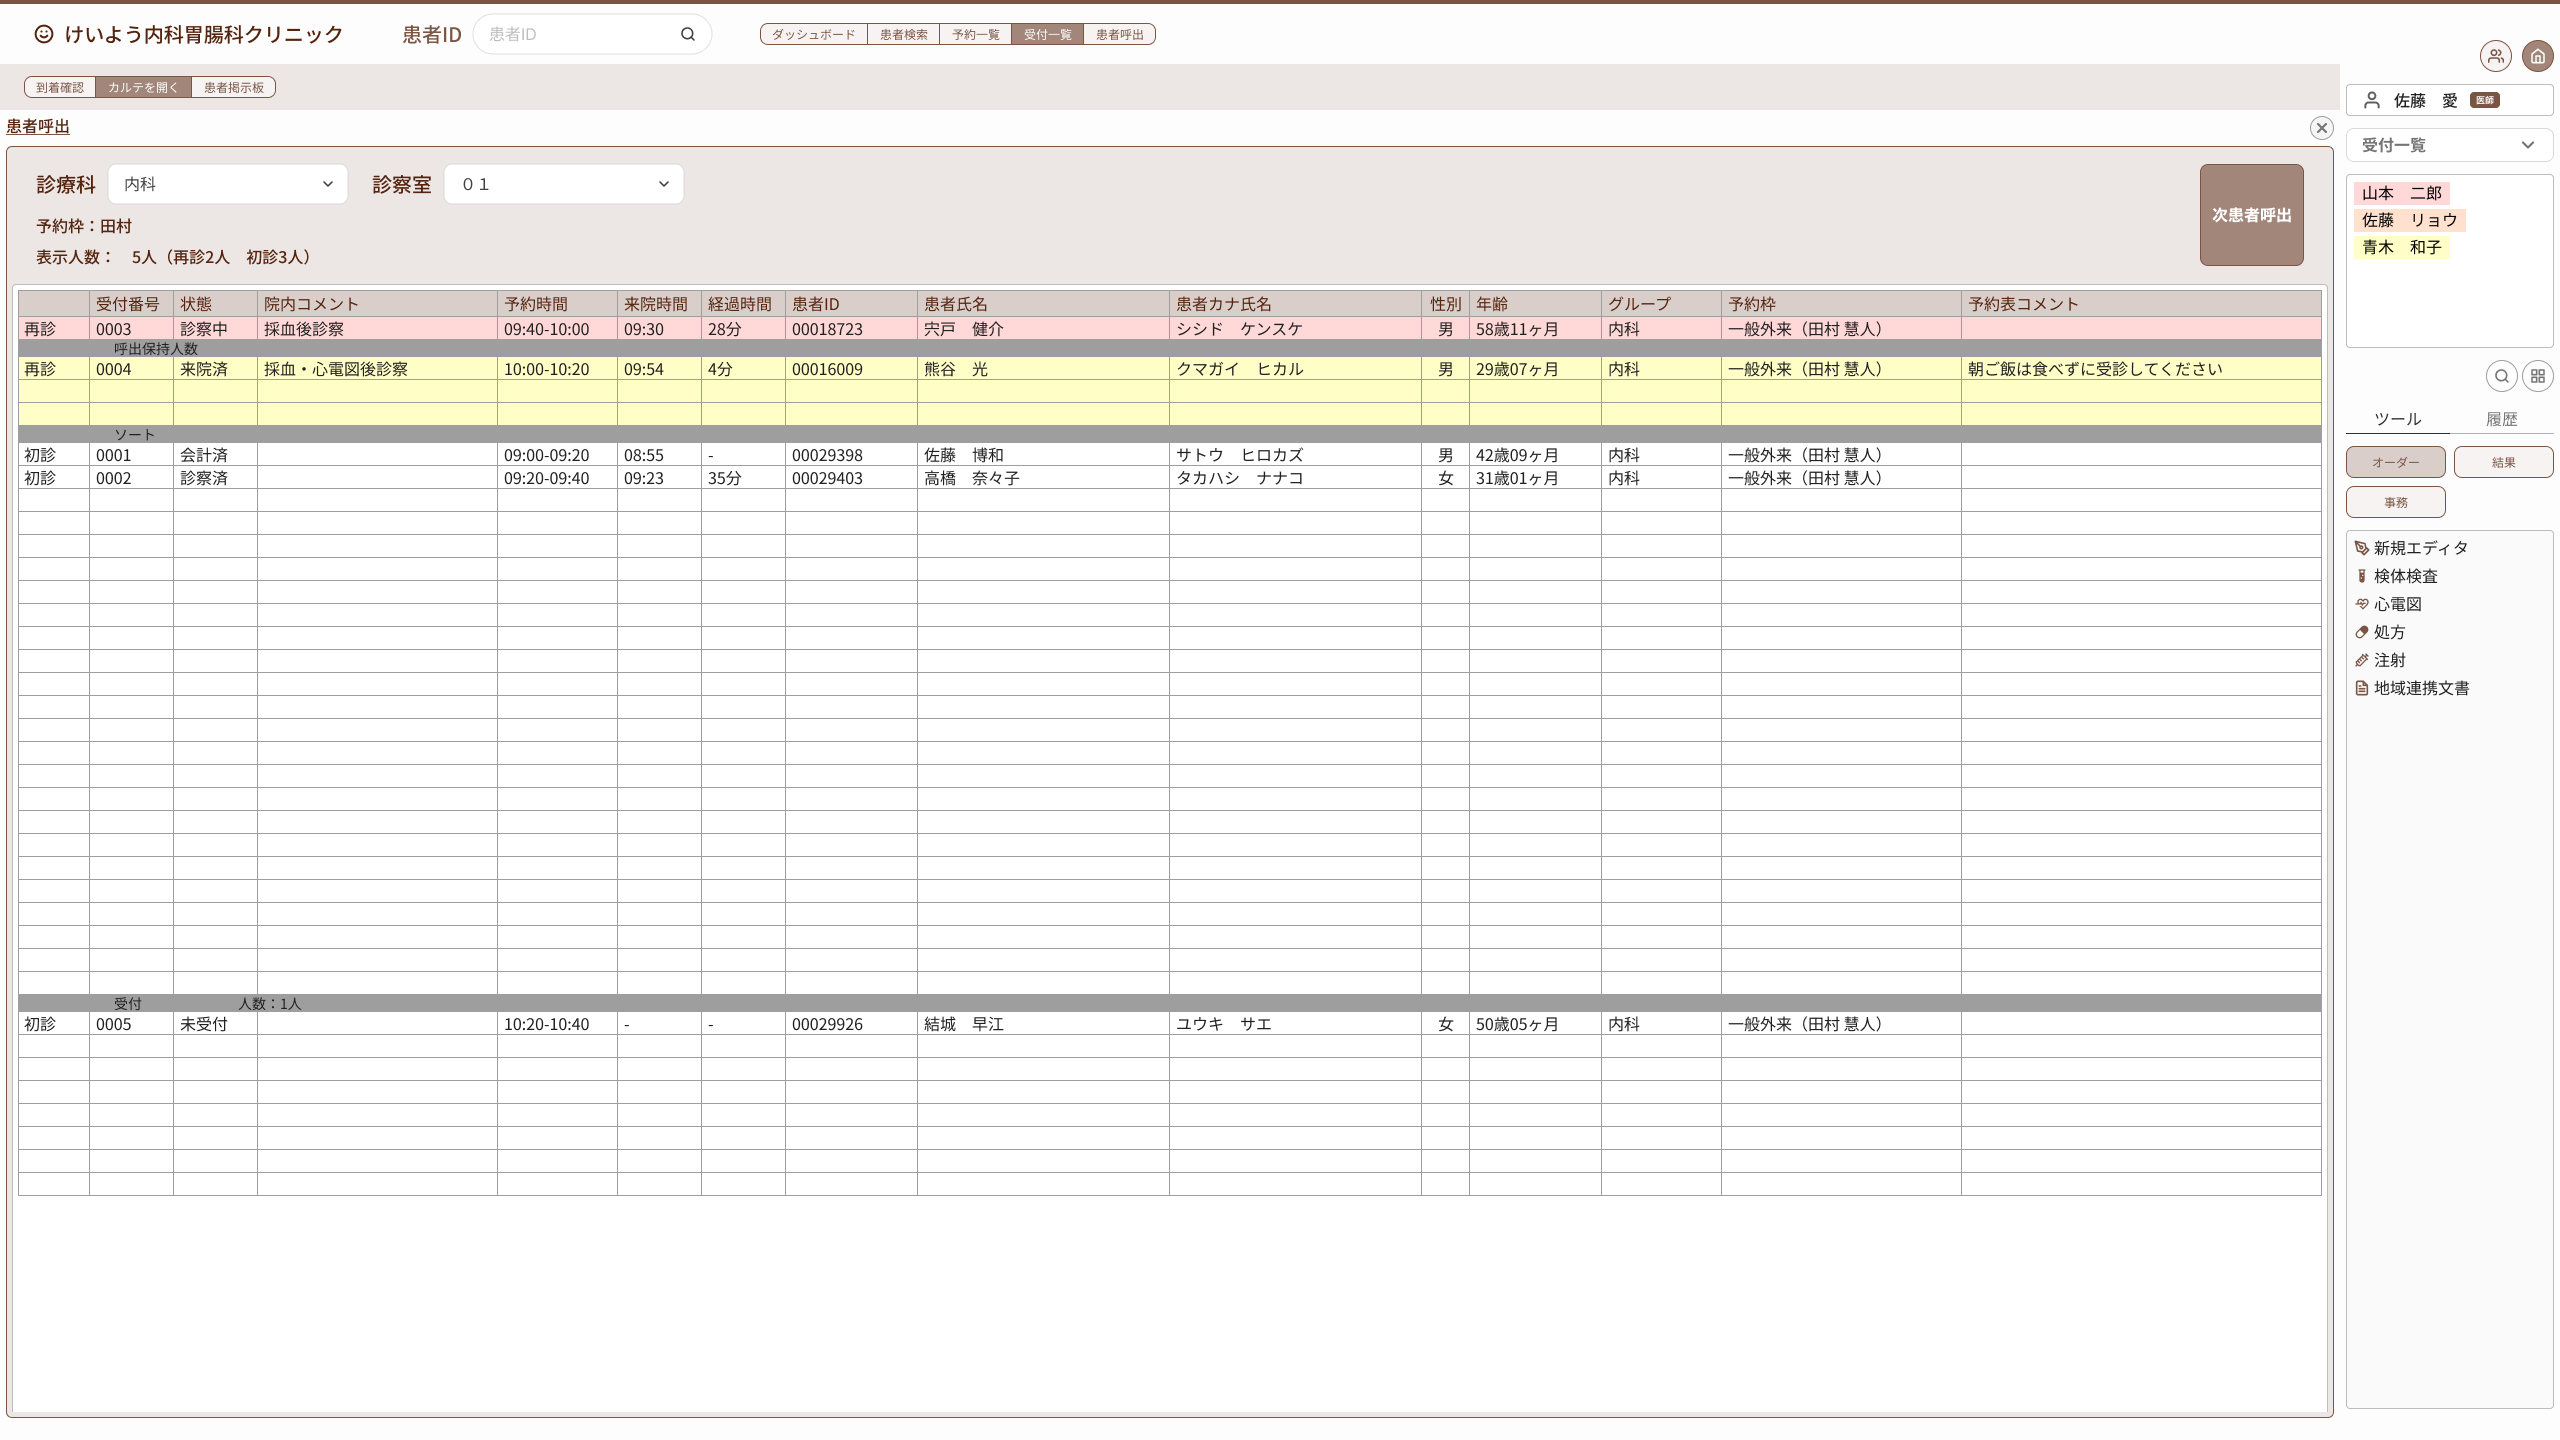 けいよう内科胃腸科クリニック 患者ID 患者ID ダッシュボード 患者検索 予約一覧 受付一覧 患者呼出
到着確認 カルテを開く 患者掲示板
患者呼出
診療科 内科 診察室 ０１
予約枠：田村
表示人数： 5人（再診2人 初診3人）
次患者呼出
受付番号 状態 院内コメント 予約時間 来院時間 経過時間 患者ID 患者氏名 患者カナ氏名 性別 年齢 グループ 予約枠 予約表コメント
再診 0003 診察中 採血後診察 09:40-10:00 09:30 28分 00018723 宍戸 健介 シシド ケンスケ 男 58歳11ヶ月 内科 一般外来（田村 慧人）
呼出保持人数
再診 0004 来院済 採血・心電図後診察 10:00-10:20 09:54 4分 00016009 熊谷 光 クマガイ ヒカル 男 29歳07ヶ月 内科 一般外来（田村 慧人） 朝ご飯は食べずに受診してください
ソート
初診 0001 会計済 09:00-09:20 08:55 - 00029398 佐藤 博和 サトウ ヒロカズ 男 42歳09ヶ月 内科 一般外来（田村 慧人）
初診 0002 診察済 09:20-09:40 09:23 35分 00029403 高橋 奈々子 タカハシ ナナコ 女 31歳01ヶ月 内科 一般外来（田村 慧人）
受付 人数：1人
初診 0005 未受付 10:20-10:40 - - 00029926 結城 早江 ユウキ サエ 女 50歳05ヶ月 内科 一般外来（田村 慧人）
佐藤 愛 医師
受付一覧
山本 二郎
佐藤 リョウ
青木 和子
ツール 履歴
オーダー 結果
事務
新規エディタ
検体検査
心電図
処方
注射
地域連携文書